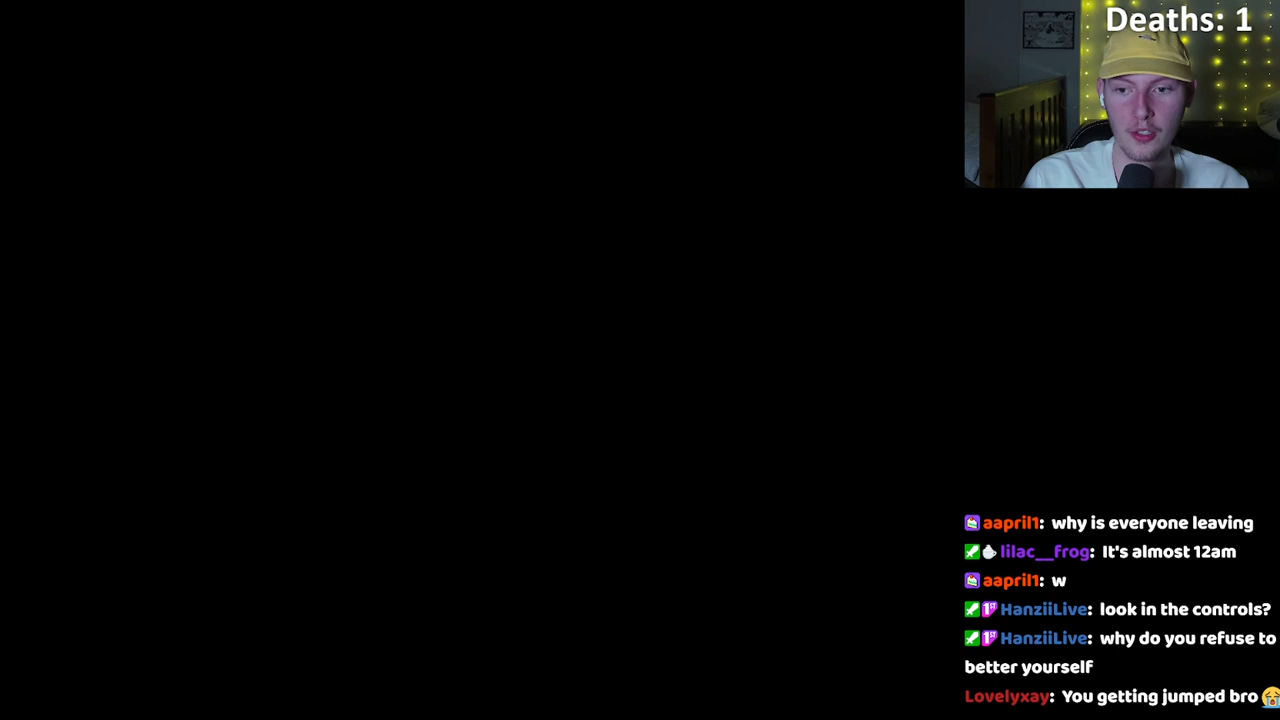 Deaths: 1
aapril1: why is everyone leaving
lilac__frog: It's almost 12am
aapril1: w
HanziiLive: look in the controls?
HanziiLive: why do you refuse to
better yourself
Lovelyxay: You getting jumped bro😭